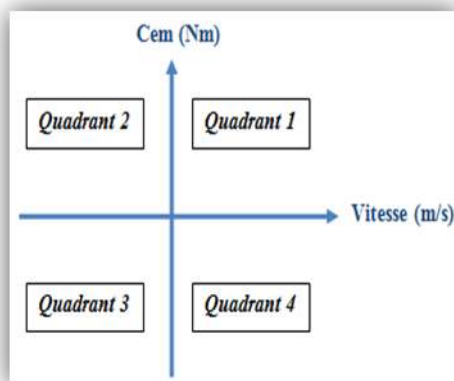 Cem (Nm)
Quadrant 2
Quadrant 1
Vitesse (m/s)
Quadrant 3
Quadrant 4